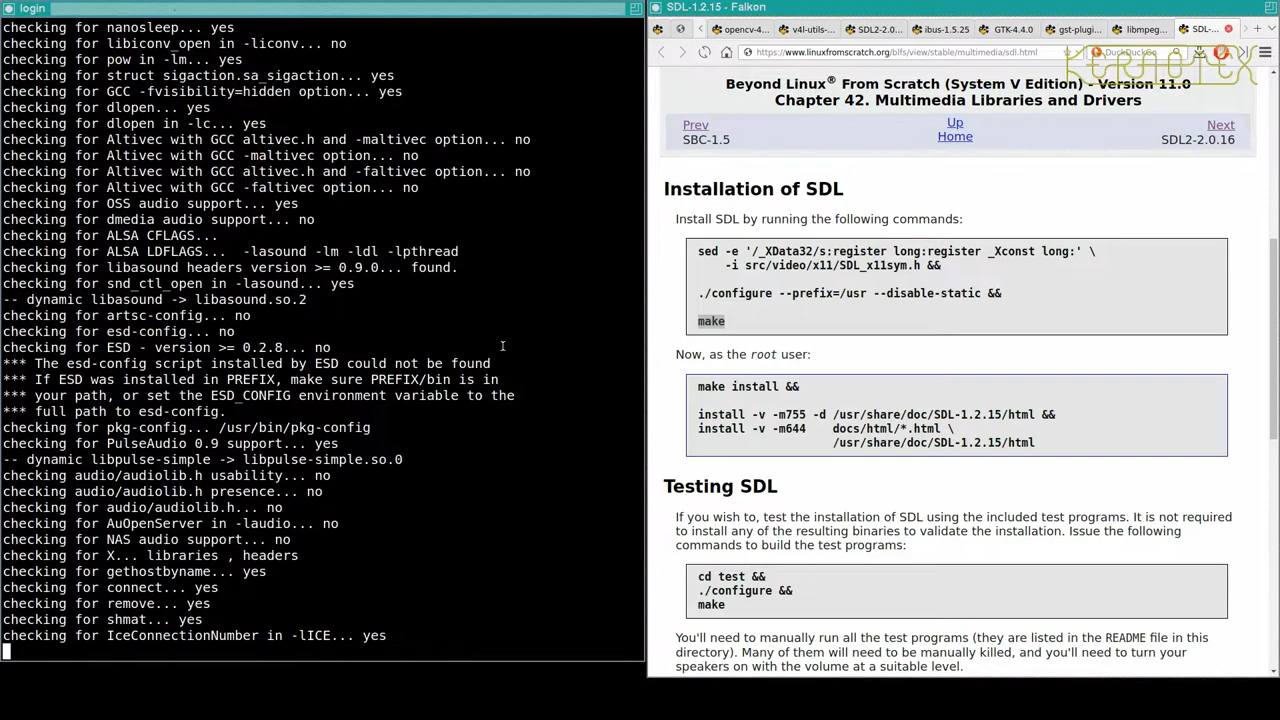 login
checking for nanosleep... yes
checking for libiconv_open in -liconv... no
checking for pow in -lm... yes
checking for struct sigaction.sa_sigaction... yes
checking for GCC -fvisibility=hidden option... yes
checking for dlopen... yes
checking for dlopen in -lc... yes
checking for Altivec with GCC altivec.h and -maltivec option... no
checking for Altivec with GCC -maltivec option... no
checking for Altivec with GCC altivec.h and -faltivec option... no
checking for Altivec with GCC -faltivec option... no
checking for OSS audio support... yes
checking for dmedia audio support... no
checking for ALSA CFLAGS...
checking for ALSA LDFLAGS...   -lasound -lm -ldl -lpthread
checking for libasound headers version >= 0.9.0... found.
checking for snd_ctl_open in -lasound... yes
-- dynamic libasound -> libasound.so.2
checking for artsc-config... no
checking for esd-config... no
checking for ESD - version >= 0.2.8... no
*** The esd-config script installed by ESD could not be found
*** If ESD was installed in PREFIX, make sure PREFIX/bin is in
*** your path, or set the ESD_CONFIG environment variable to the
*** full path to esd-config.
checking for pkg-config... /usr/bin/pkg-config
checking for PulseAudio 0.9 support... yes
-- dynamic libpulse-simple -> libpulse-simple.so.0
checking audio/audiolib.h usability... no
checking audio/audiolib.h presence... no
checking for audio/audiolib.h... no
checking for AuOpenServer in -laudio... no
checking for NAS audio support... no
checking for X... libraries , headers
checking for gethostbyname... yes
checking for connect... yes
checking for remove... yes
checking for shmat... yes
checking for IceConnectionNumber in -lICE... yes
SDL-1.2.15 - Falkon
opencv-4... v4l-utils-... SDL2-2.0... ibus-1.5.25 GTK-4.4.0 gst-plugi... libmpeg... SDL-...
https://www.linuxfromscratch.org/blfs/view/stable/multimedia/sdl.html DuckDuckGo
KERNOTEX
Beyond Linux® From Scratch (System V Edition) - Version 11.0
Chapter 42. Multimedia Libraries and Drivers
Prev Up Next
SBC-1.5 Home SDL2-2.0.16
Installation of SDL
Install SDL by running the following commands:
sed -e '/_XData32/s:register long:register _Xconst long:' \
-i src/video/x11/SDL_x11sym.h &&
./configure --prefix=/usr --disable-static &&
make
Now, as the root user:
make install &&
install -v -m755 -d /usr/share/doc/SDL-1.2.15/html &&
install -v -m644    docs/html/*.html \
/usr/share/doc/SDL-1.2.15/html
Testing SDL
If you wish to, test the installation of SDL using the included test programs. It is not required
to install any of the resulting binaries to validate the installation. Issue the following
commands to build the test programs:
cd test &&
./configure &&
make
You'll need to manually run all the test programs (they are listed in the README file in this
directory). Many of them will need to be manually killed, and you'll need to turn your
speakers on with the volume at a suitable level.